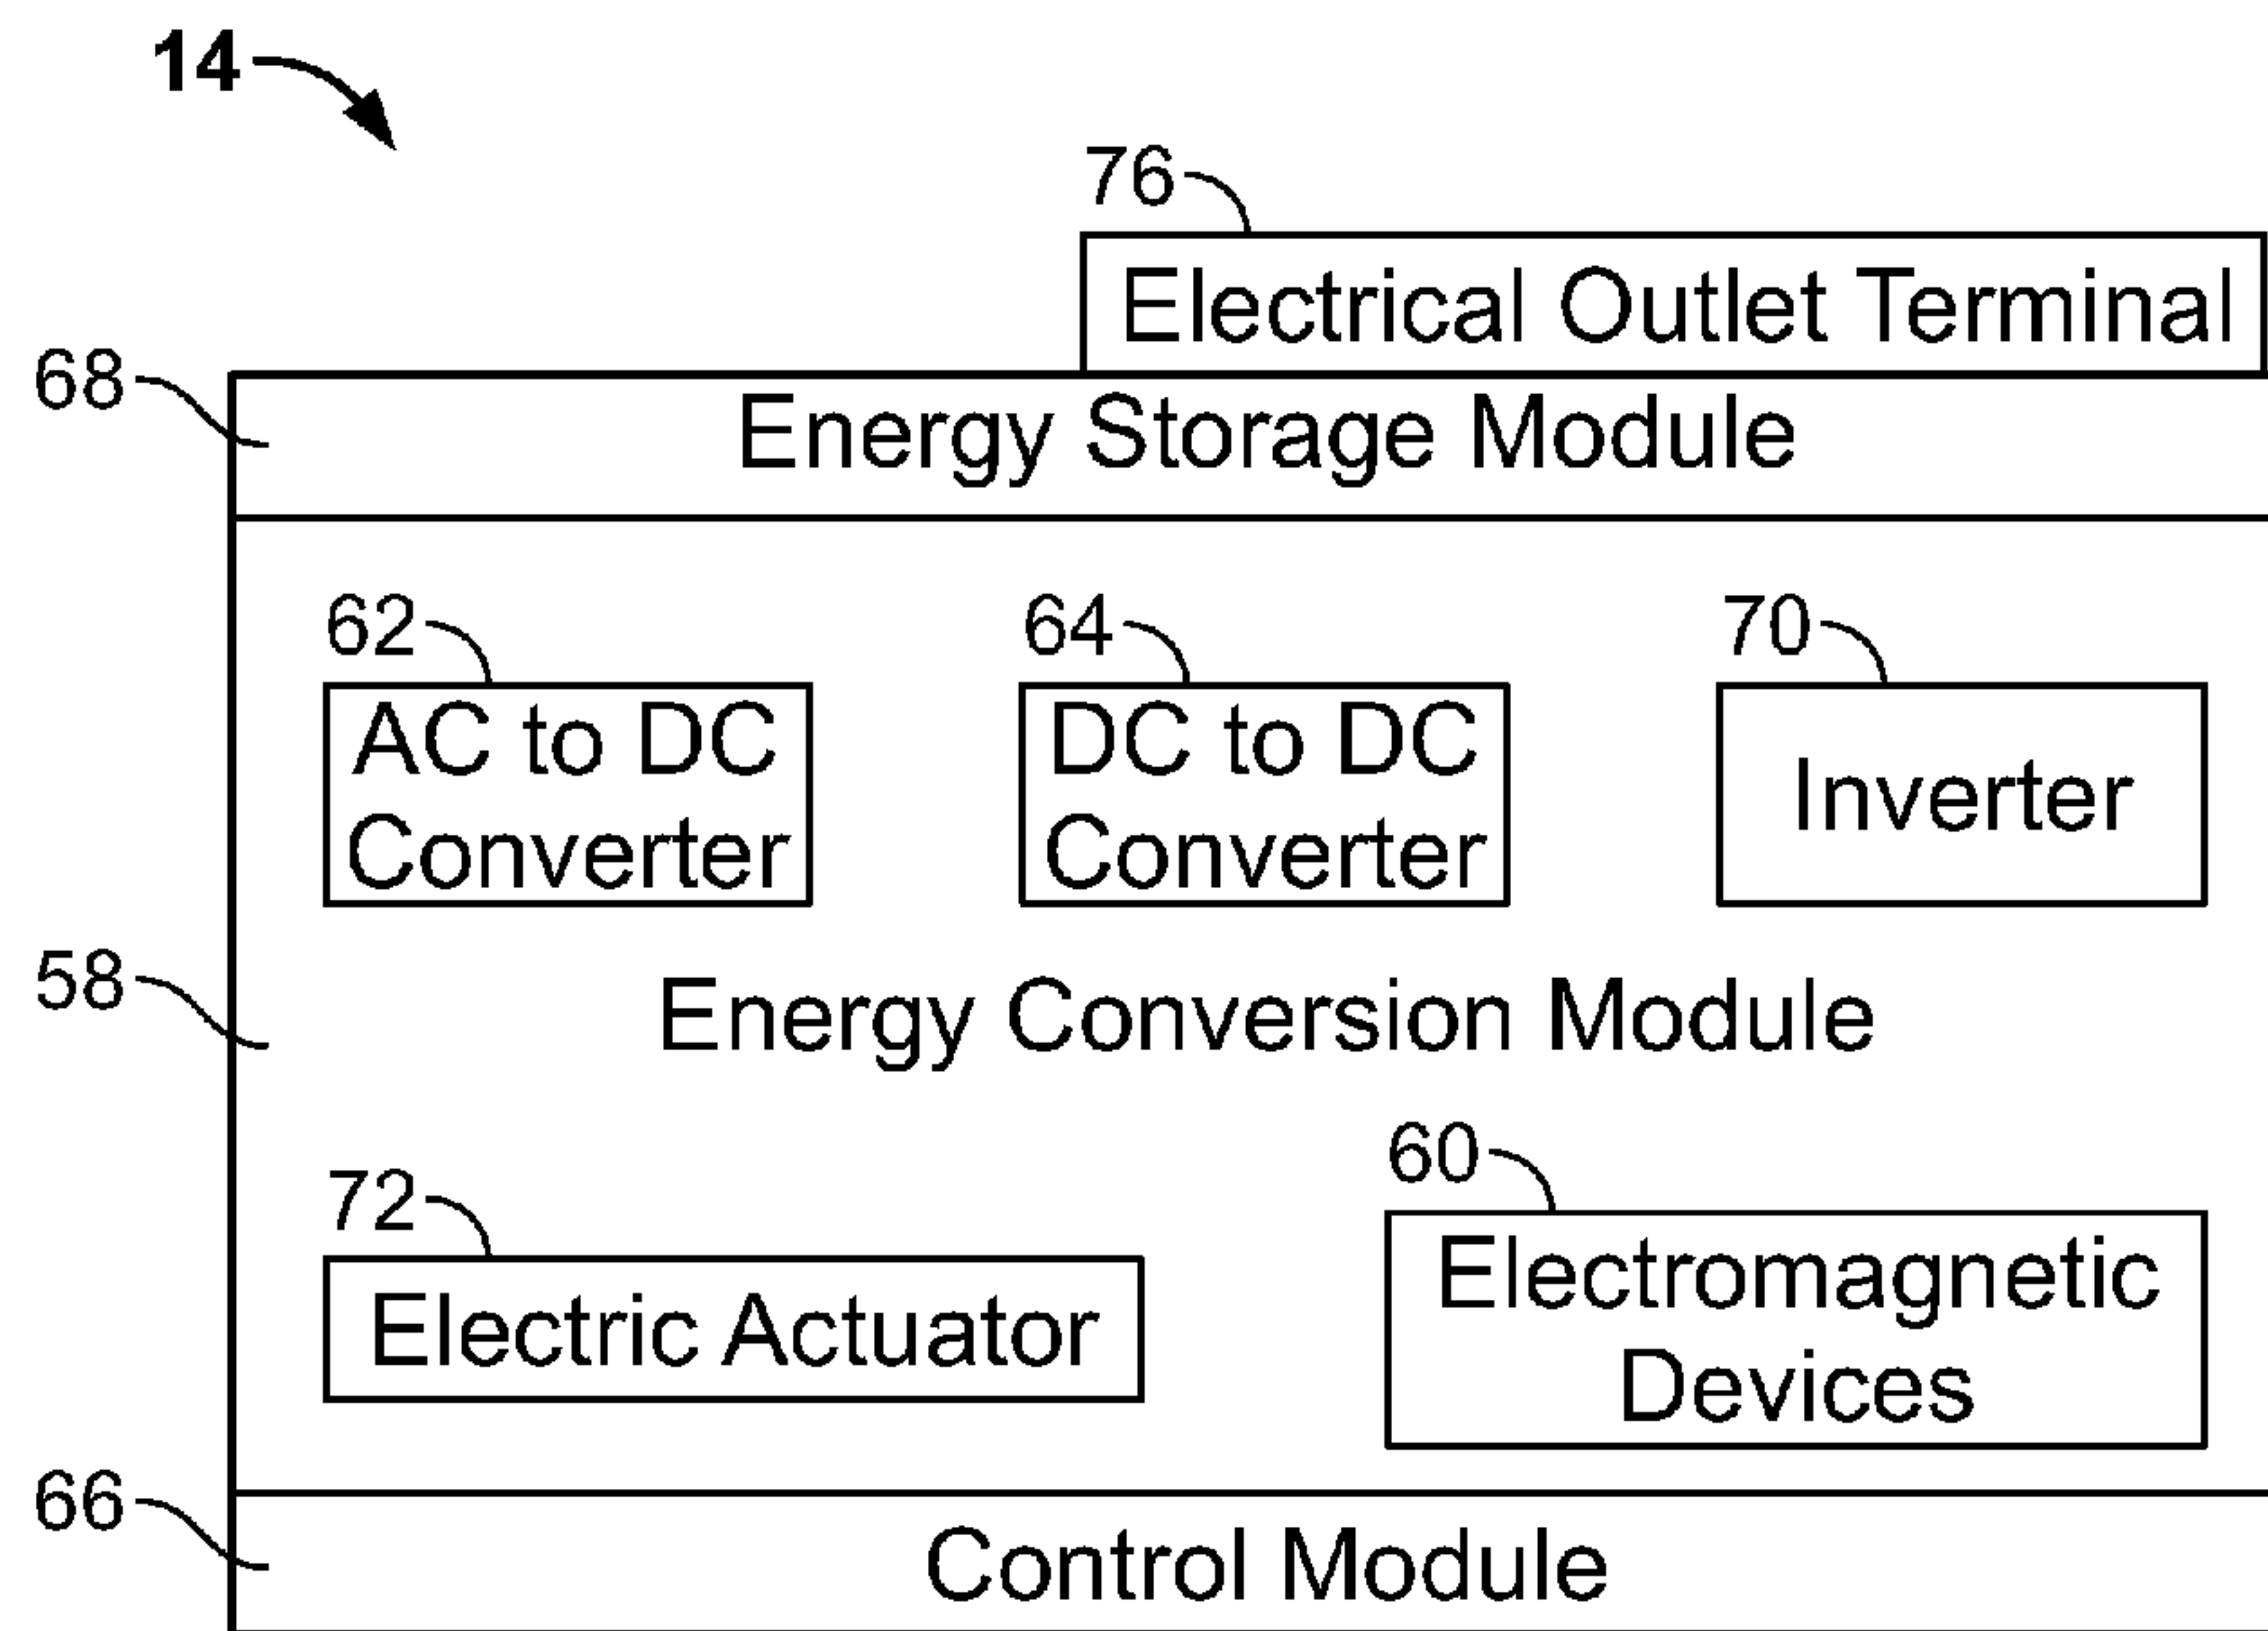 14
76
Electrical Outlet Terminal
68
Energy Storage Module
62
64
70
AC to DC
Converter
DC to DC
Converter
Inverter
58
Energy Conversion Module
72
60
Electric Actuator
Electromagnetic
Devices
66
Control Module